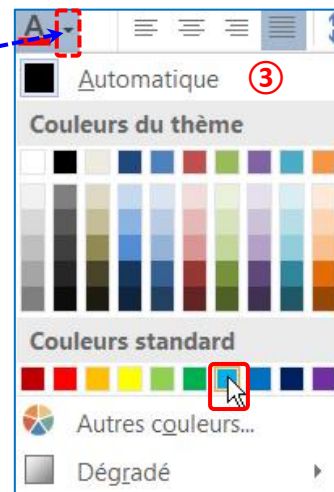 A
Automatique ③
Couleurs du thème
Couleurs standard
Autres couleurs...
Dégradé